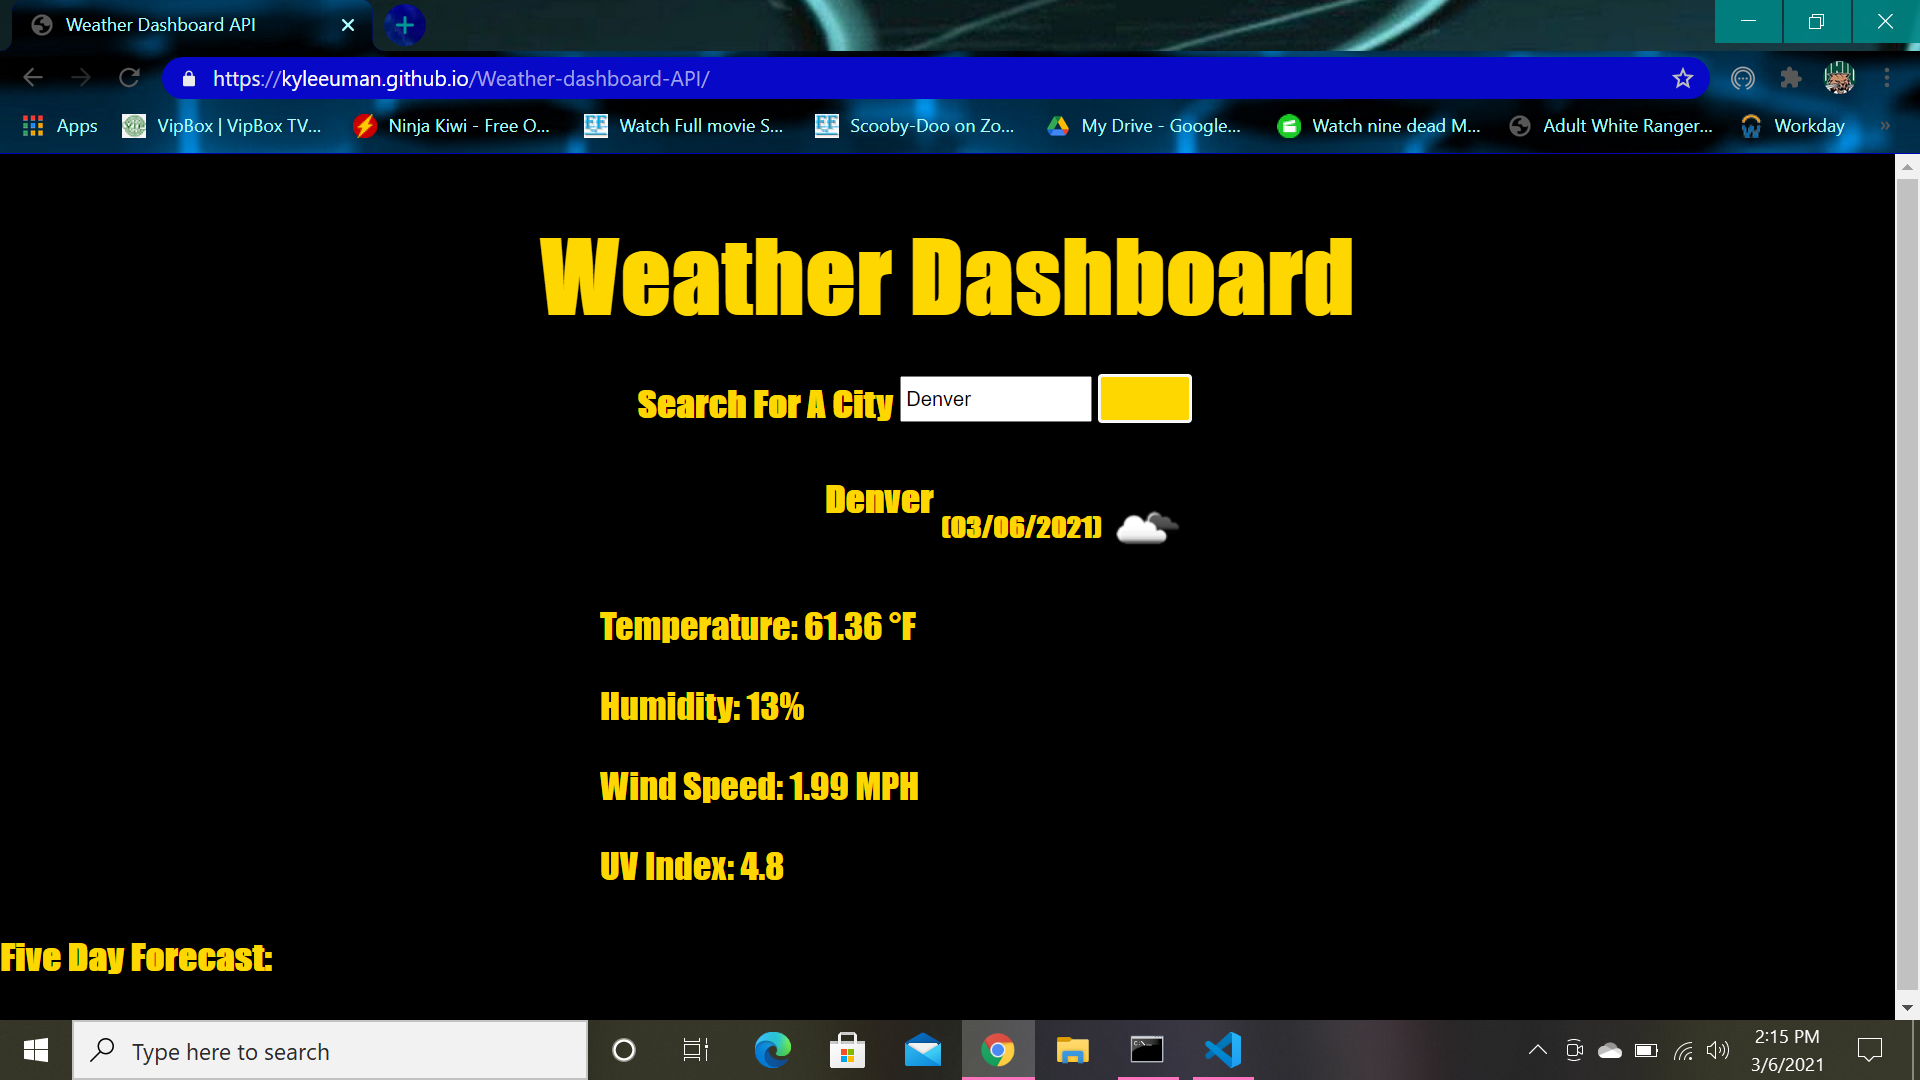 Weather Dashboard API
https://kyleeuman.github.io/Weather-dashboard-API/
Apps
VipBox | VipBox TV...
Ninja Kiwi - Free O...
Watch Full movie S...
Scooby-Doo on Zo...
My Drive - Google...
Watch nine dead M...
Adult White Ranger...
Workday
»
Weather Dashboard
Search For A City Denver
Denver
(03/06/2021)
Temperature: 61.36 °F
Humidity: 13%
Wind Speed: 1.99 MPH
UV Index: 4.8
Five Day Forecast:
Type here to search
2:15 PM
3/6/2021